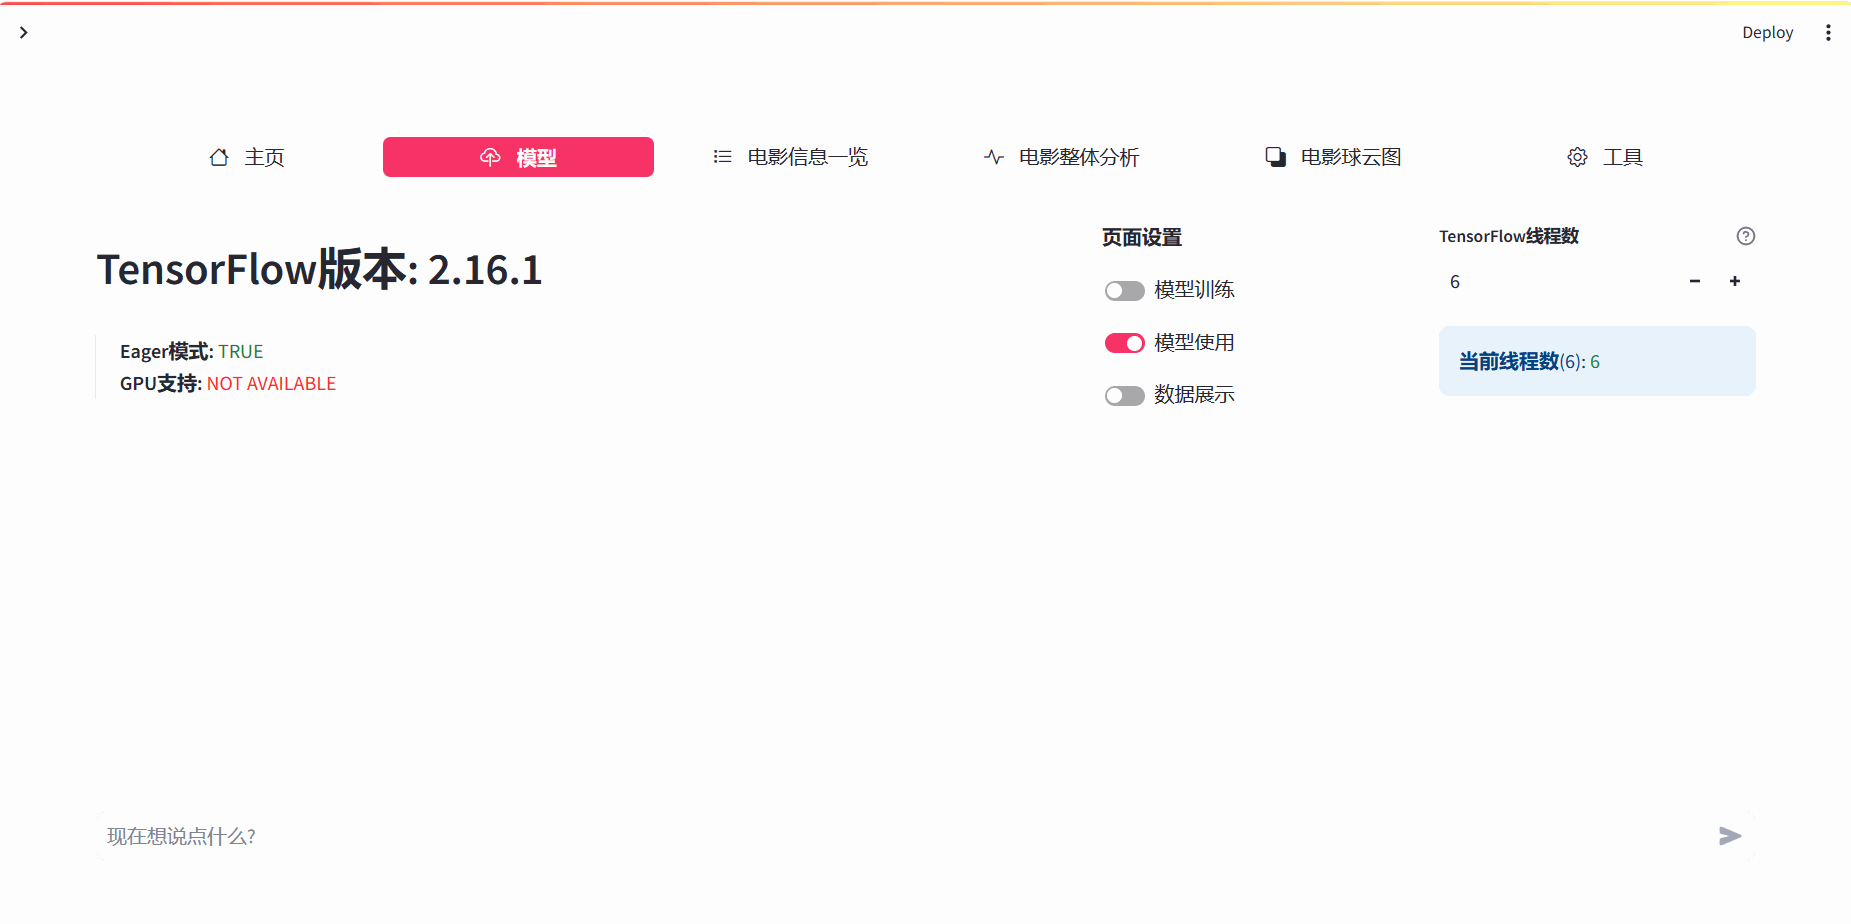 Deploy
主页
模型
电影信息一览
电影整体分析
电影球云图
工具
TensorFlow版本: 2.16.1
Eager模式: TRUE
GPU支持: NOT AVAILABLE
页面设置
模型训练
模型使用
数据展示
TensorFlow线程数
6
当前线程数(6): 6
现在想说点什么?